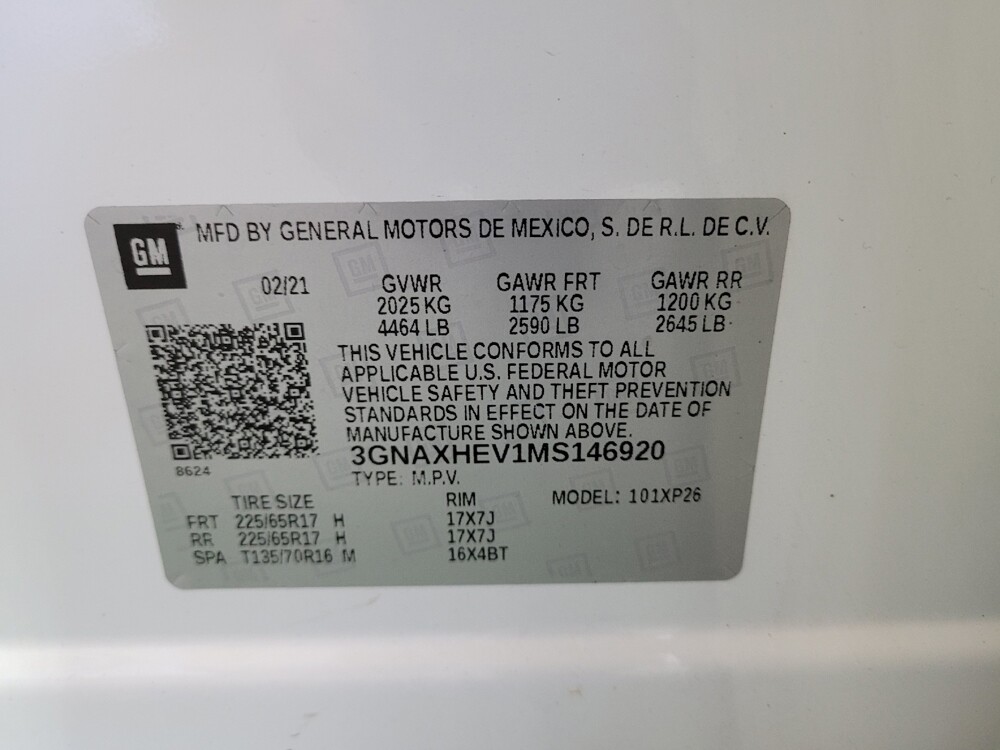 GM MFD BY GENERAL MOTORS DE MEXICO, S. DE R.L. DE C.V.
02/21 GVWR GAWR FRT GAWR RR
2025 KG 1175 KG 1200 KG
4464 LB 2590 LB 2645 LB
THIS VEHICLE CONFORMS TO ALL
APPLICABLE U.S. FEDERAL MOTOR
VEHICLE SAFETY AND THEFT PREVENTION
STANDARDS IN EFFECT ON THE DATE OF
MANUFACTURE SHOWN ABOVE.
3GNAXHEV1MS146920
8624
TYPE: M.P.V.
TIRE SIZE RIM MODEL: 101XP26
FRT 225/65R17 H 17X7J
RR 225/65R17 H 17X7J
SPA T135/70R16 M 16X4BT